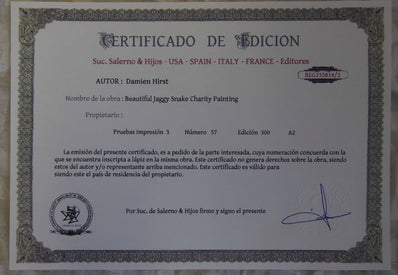 CERTIFICADO DE EDICION
Suc. Salerno & Hijos - USA - SPAIN - ITALY - FRANCE - Editores
REG255814/2
AUTOR : Damien Hirst
Nombre de la obra : Beautiful Jaggy Snake Charity Painting
Propietario :
Pruebas impresión 3 Número 57 Edición 300 A2
La emisión del presente certificado, es a pedido de la parte interesada, cuya numeración concuerda con la
que se encuentra inscripta a lápiz en la misma obra. Este certificado no genera derechos sobre la obra, siendo
estos del autor y/o representante arriba mencionado. Este certificado es válido para
siendo este el país de residencia del propietario.
Por Suc. de Salerno & Hijos firmo y signo el presente